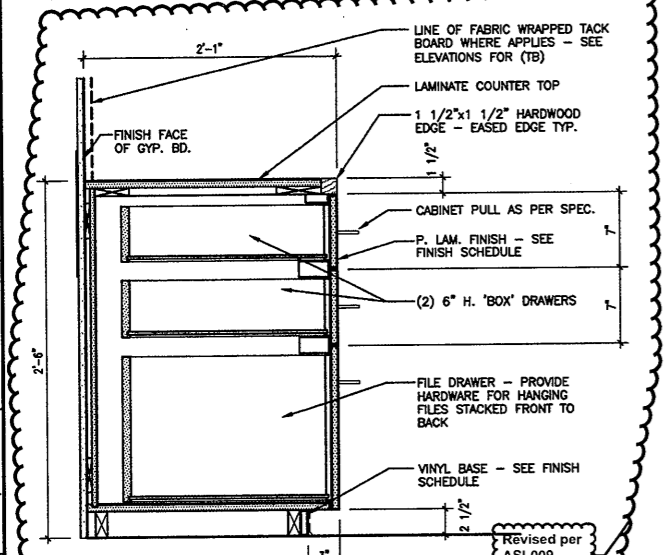 LINE OF FABRIC WRAPPED TACK
BOARD WHERE APPLIES – SEE
ELEVATIONS FOR (TB)
2'-1"
LAMINATE COUNTER TOP
1 1/2"x1 1/2" HARDWOOD
EDGE – EASED EDGE TYP.
FINISH FACE
OF GYP. BD.
1 1/2"
CABINET PULL AS PER SPEC.
7"
P. LAM. FINISH – SEE
FINISH SCHEDULE
(2) 6" H. 'BOX' DRAWERS
7"
2'-6"
FILE DRAWER – PROVIDE
HARDWARE FOR HANGING
FILES STACKED FRONT TO
BACK
VINYL BASE – SEE FINISH
SCHEDULE
2 1/2"
Revised per